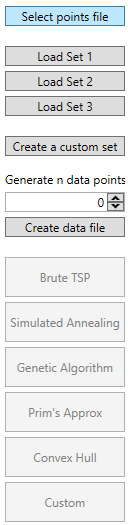 Select points file
Load Set 1
Load Set 2
Load Set 3
Create a custom set
Generate n data points
0
Create data file
Brute TSP
Simulated Annealing
Genetic Algorithm
Prim's Approx
Convex Hull
Custom